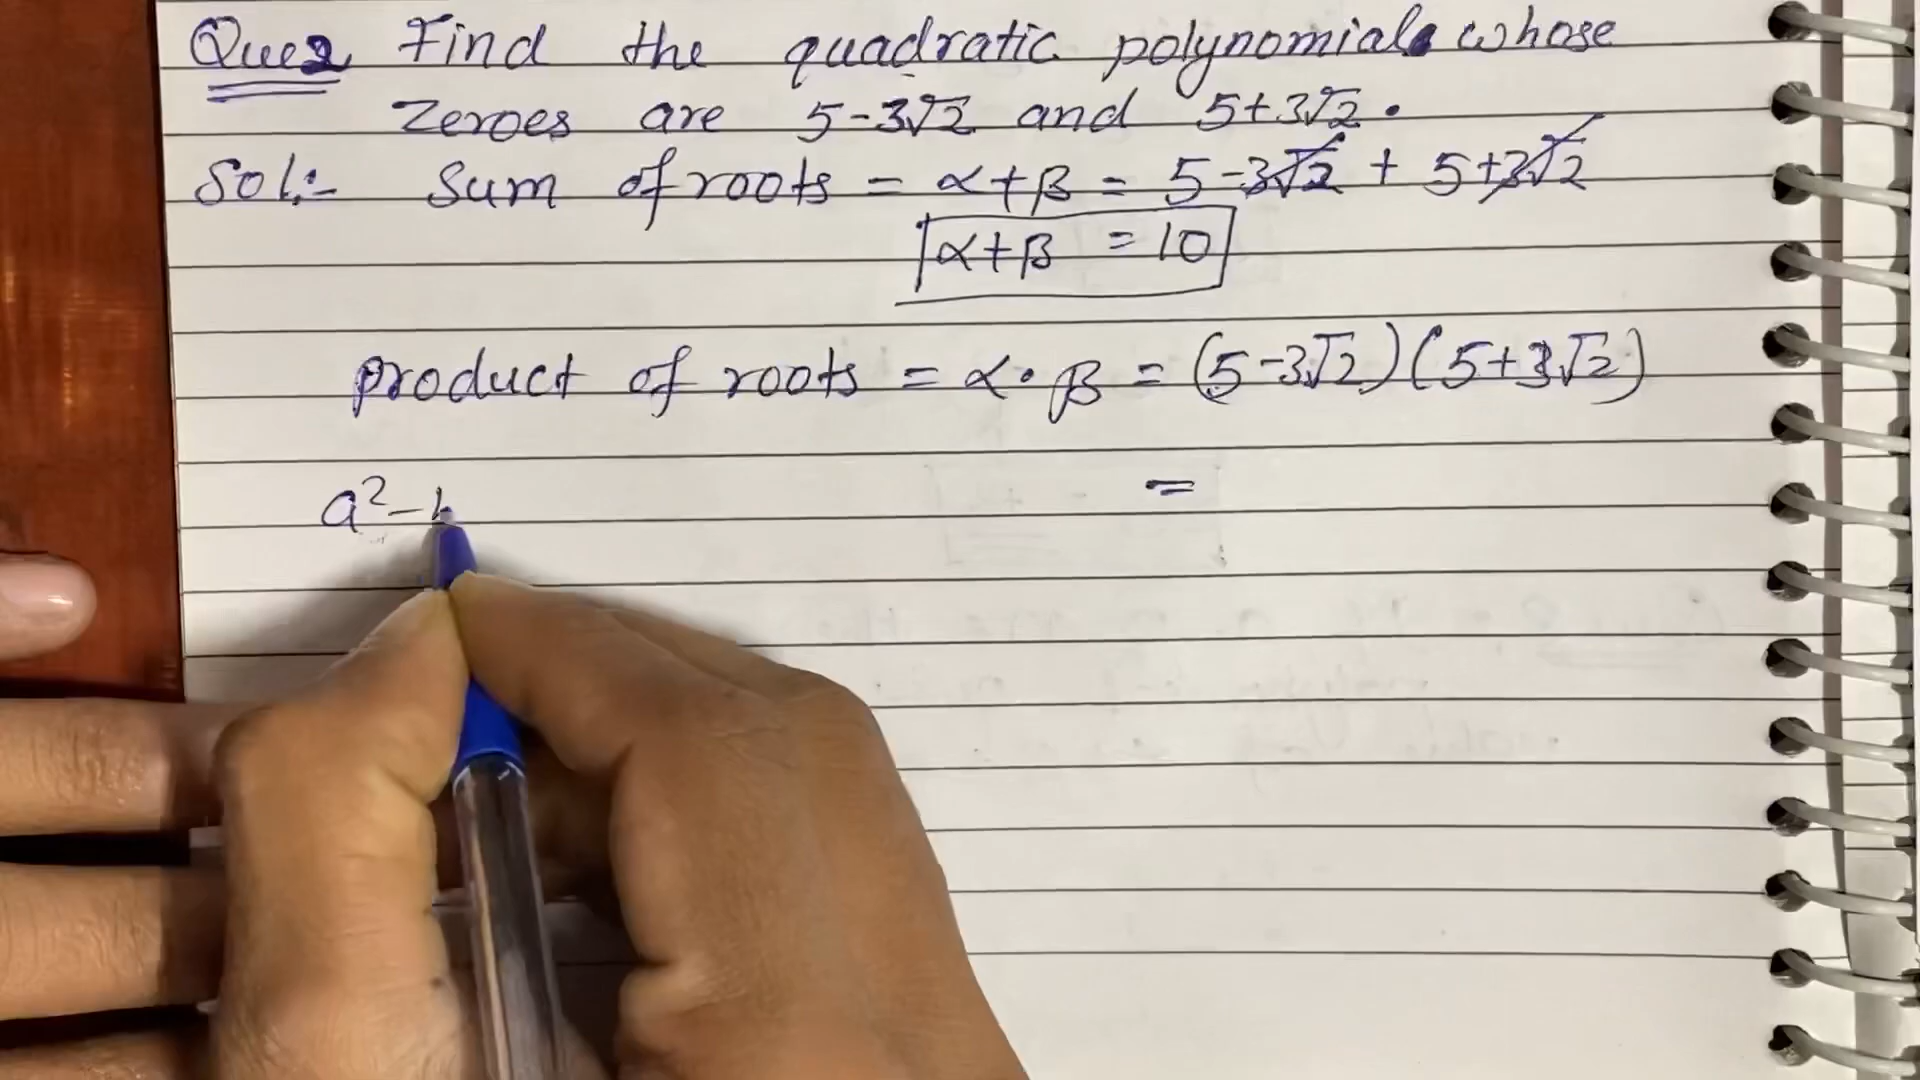 Que2 Find the quadratic polynomial whose
Zeroes are 5-3√2 and 5+3√2.
Sol:- Sum of roots = α+β = 5-3√2 + 5+3√2
α+β = 10
product of roots = α·β = (5-3√2)(5+3√2)
=
a²-